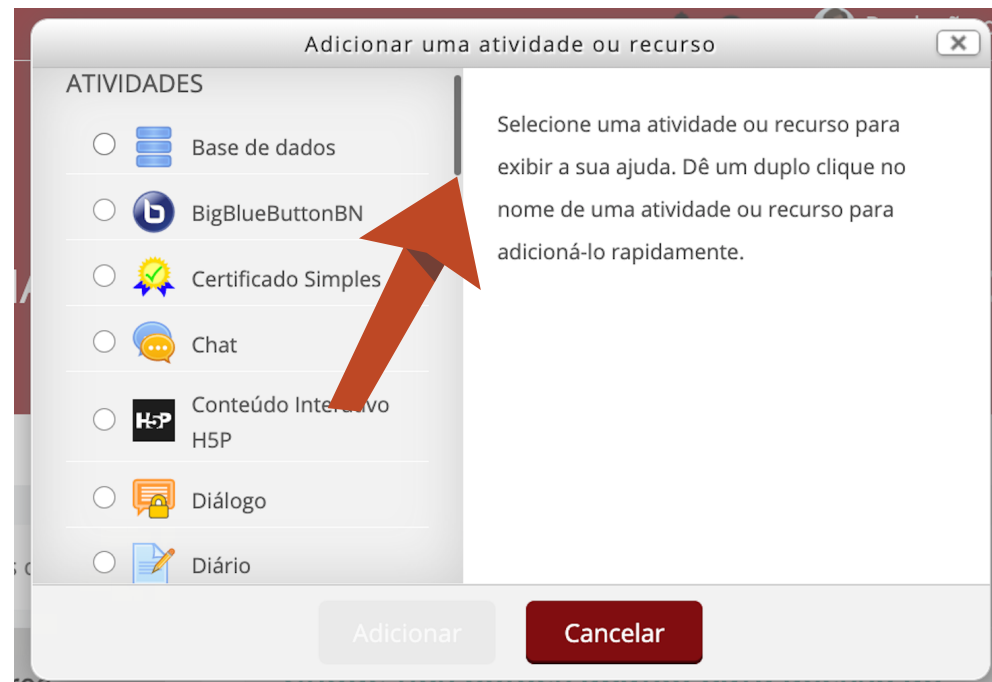 Adicionar uma atividade ou recurso
ATIVIDADES
Base de dados
BigBlueButtonBN
Certificado Simples
Chat
H5P
Conteúdo Interativo
H5P
Diálogo
Diário
Selecione uma atividade ou recurso para
exibir a sua ajuda. Dê um duplo clique no
nome de uma atividade ou recurso para
adicioná-lo rapidamente.
Adicionar
Cancelar